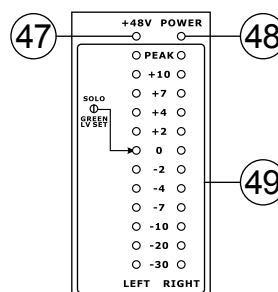 47
+48V POWER
48
PEAK
+10
+7
SOLO
+4
GREEN
LV SET
+2
0
-2
-4
49
-7
-10
-20
-30
LEFT RIGHT